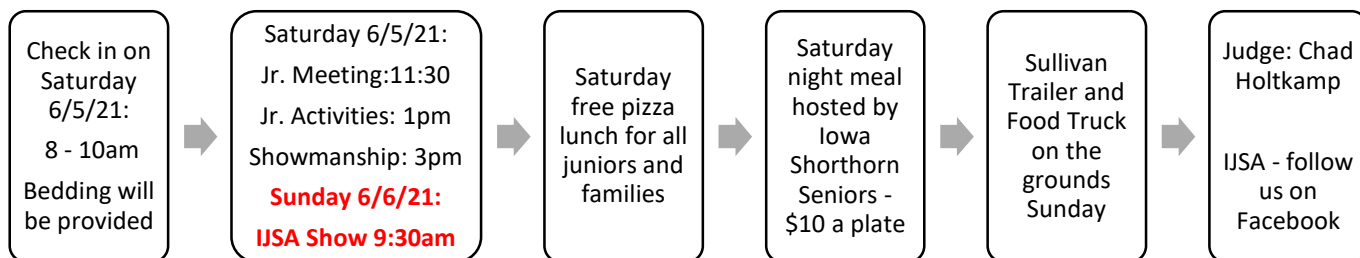 Check in on
Saturday
6/5/21:
8 - 10am
Bedding will
be provided
Saturday 6/5/21:
Jr. Meeting:11:30
Jr. Activities: 1pm
Showmanship: 3pm
Sunday 6/6/21:
IJSA Show 9:30am
Saturday
free pizza
lunch for all
juniors and
families
Saturday
night meal
hosted by
Iowa
Shorthorn
Seniors -
$10 a plate
Sullivan
Trailer and
Food Truck
on the
grounds
Sunday
Judge: Chad
Holtkamp
IJSA - follow
us on
Facebook